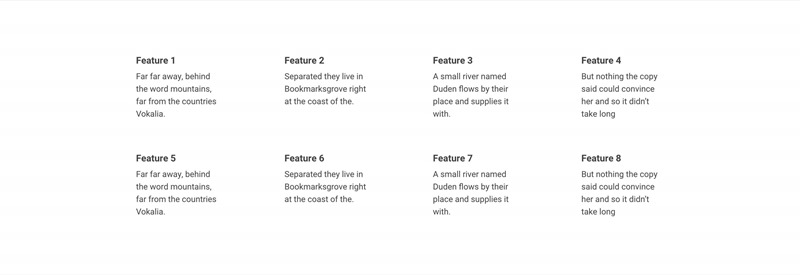 Feature 1
Far far away, behind
the word mountains,
far from the countries
Vokalia.
Feature 2
Separated they live in
Bookmarksgrove right
at the coast of the.
Feature 3
A small river named
Duden flows by their
place and supplies it
with.
Feature 4
But nothing the copy
said could convince
her and so it didn't
take long
Feature 5
Far far away, behind
the word mountains,
far from the countries
Vokalia.
Feature 6
Separated they live in
Bookmarksgrove right
at the coast of the.
Feature 7
A small river named
Duden flows by their
place and supplies it
with.
Feature 8
But nothing the copy
said could convince
her and so it didn't
take long